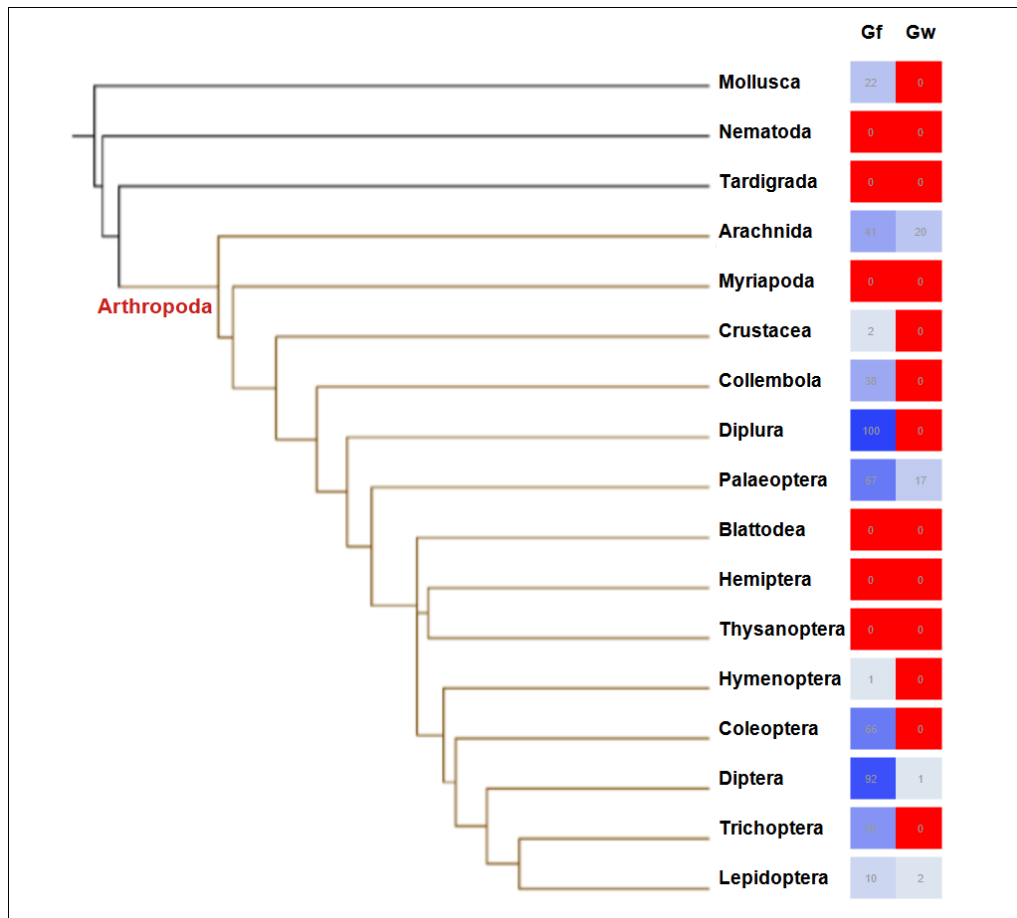 Gf Gw
Mollusca 22 0
Nematoda 0 0
Tardigrada 0 0
Arachnida 41 20
Arthropoda
Myriapoda 0 0
Crustacea 2 0
Collembola 38 0
Diplura 100 0
Palaeoptera 67 17
Blattodea 0 0
Hemiptera 0 0
Thysanoptera 0 0
Hymenoptera 1 0
Coleoptera 66 0
Diptera 92 1
Trichoptera 0
Lepidoptera 10 2